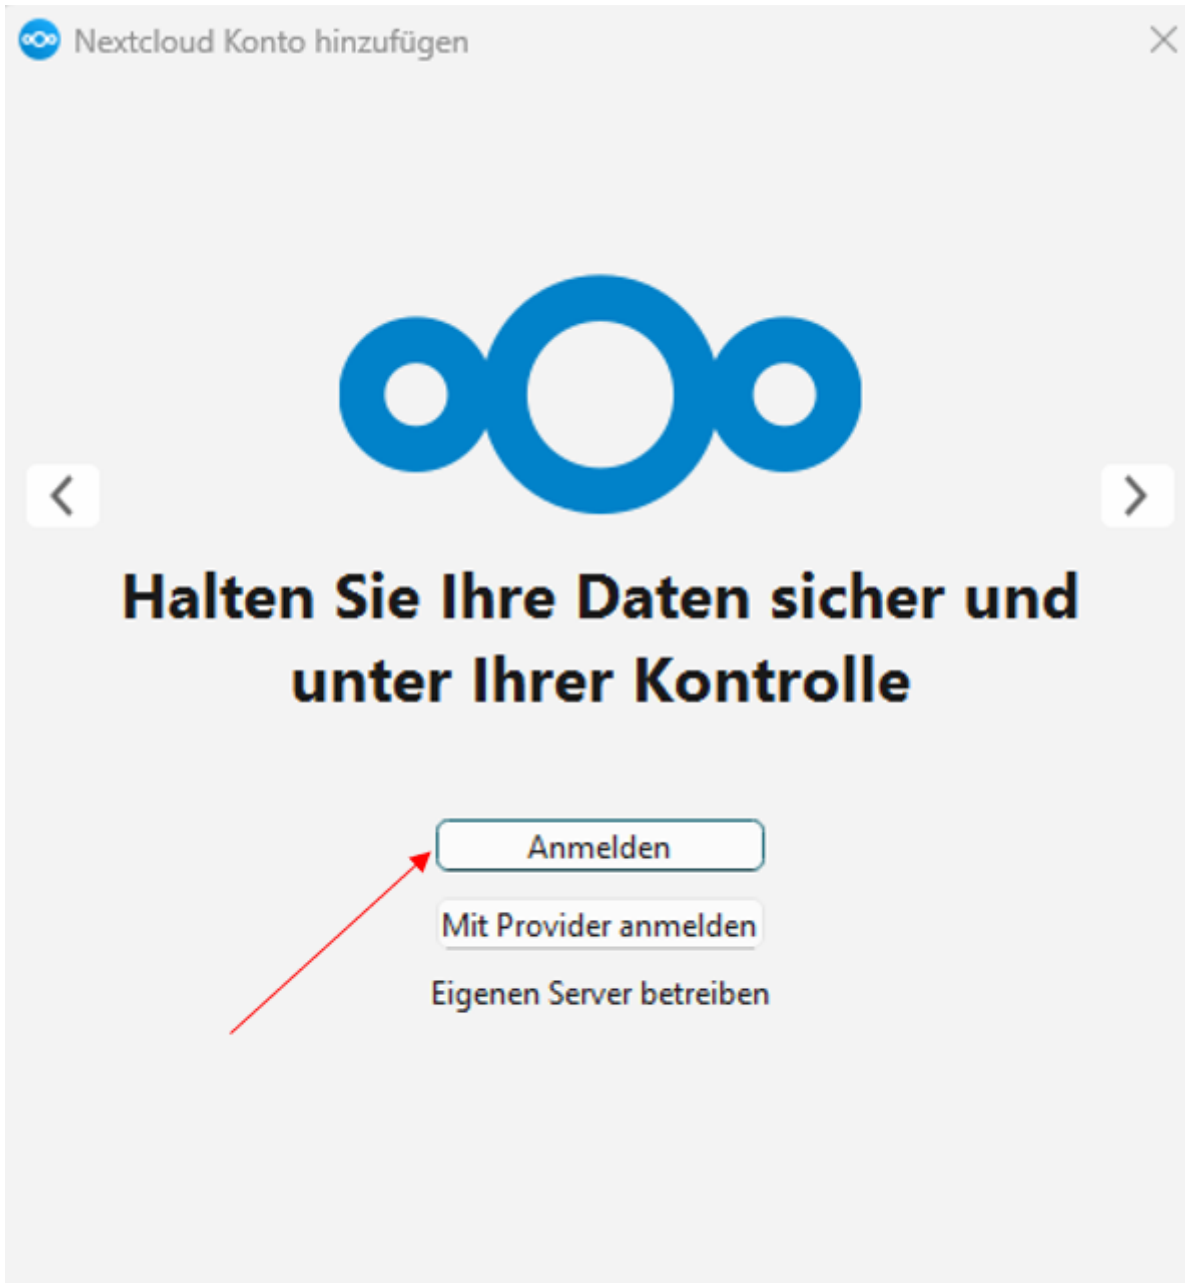 Nextcloud Konto hinzufügen
Halten Sie Ihre Daten sicher und
unter Ihrer Kontrolle
Anmelden
Mit Provider anmelden
Eigenen Server betreiben